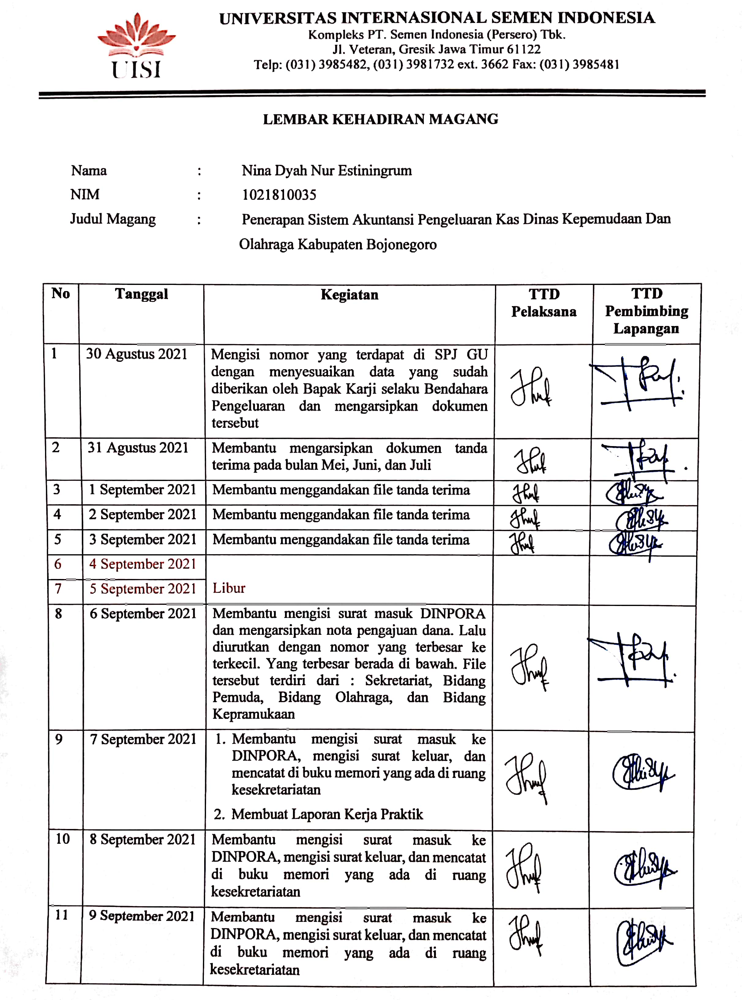 UNIVERSITAS INTERNASIONAL SEMEN INDONESIA
Kompleks PT. Semen Indonesia (Persero) Tbk.
Jl. Veteran, Gresik Jawa Timur 61122
Telp: (031) 3985482, (031) 3981732 ext. 3662 Fax: (031) 3985481
UISI
LEMBAR KEHADIRAN MAGANG
Nama : Nina Dyah Nur Estiningrum
NIM : 1021810035
Judul Magang : Penerapan Sistem Akuntansi Pengeluaran Kas Dinas Kepemudaan Dan
Olahraga Kabupaten Bojonegoro
No Tanggal Kegiatan TTD Pelaksana TTD Pembimbing Lapangan
1 30 Agustus 2021 Mengisi nomor yang terdapat di SPJ GU
dengan menyesuaikan data yang sudah
diberikan oleh Bapak Karji selaku Bendahara
Pengeluaran dan mengarsipkan dokumen
tersebut
2 31 Agustus 2021 Membantu mengarsipkan dokumen tanda
terima pada bulan Mei, Juni, dan Juli
3 1 September 2021 Membantu menggandakan file tanda terima
4 2 September 2021 Membantu menggandakan file tanda terima
5 3 September 2021 Membantu menggandakan file tanda terima
6 4 September 2021
7 5 September 2021 Libur
8 6 September 2021 Membantu mengisi surat masuk DINPORA
dan mengarsipkan nota pengajuan dana. Lalu
diurutkan dengan nomor yang terbesar ke
terkecil. Yang terbesar berada di bawah. File
tersebut terdiri dari : Sekretariat, Bidang
Pemuda, Bidang Olahraga, dan Bidang
Kepramukaan
9 7 September 2021 1. Membantu mengisi surat masuk ke
DINPORA, mengisi surat keluar, dan
mencatat di buku memori yang ada di ruang
kesekretariatan
2. Membuat Laporan Kerja Praktik
10 8 September 2021 Membantu mengisi surat masuk ke
DINPORA, mengisi surat keluar, dan mencatat
di buku memori yang ada di ruang
kesekretariatan
11 9 September 2021 Membantu mengisi surat masuk ke
DINPORA, mengisi surat keluar, dan mencatat
di buku memori yang ada di ruang
kesekretariatan